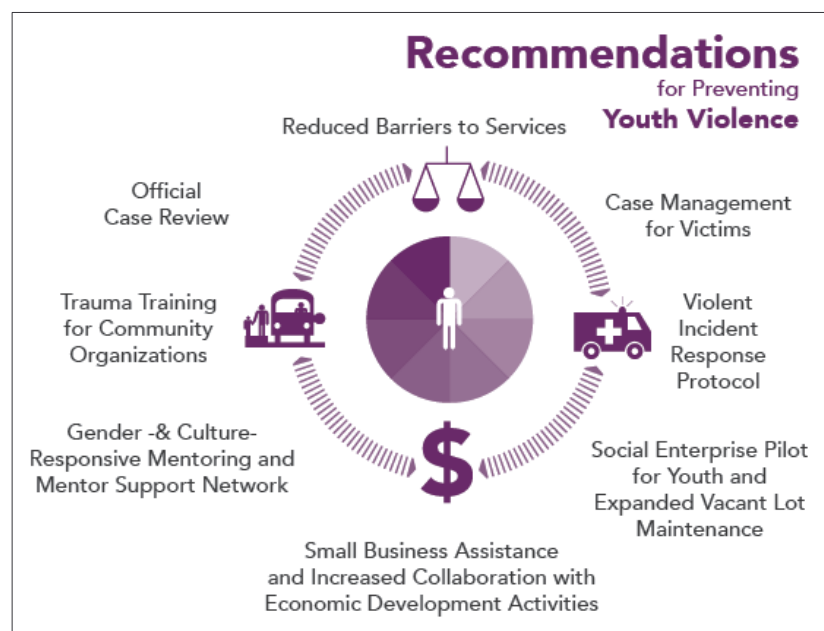 Recommendations
for Preventing
Youth Violence
Reduced Barriers to Services
Case Management
for Victims
Violent
Incident
Response
Protocol
Social Enterprise Pilot
for Youth and
Expanded Vacant Lot
Maintenance
Small Business Assistance
and Increased Collaboration with
Economic Development Activities
Gender -& Culture-
Responsive Mentoring and
Mentor Support Network
Trauma Training
for Community
Organizations
Official
Case Review
$